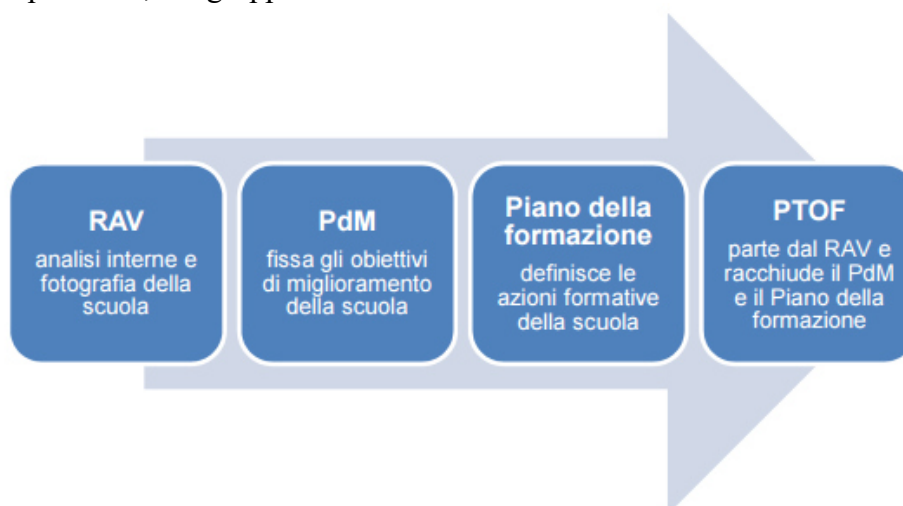 RAV
analisi interne e
fotografia della
scuola
PdM
fissa gli obiettivi
di miglioramento
della scuola
Piano della
formazione
definisce le
azioni formative
della scuola
PTOF
parte dal RAV e
racchiude il PdM
e il Piano della
formazione